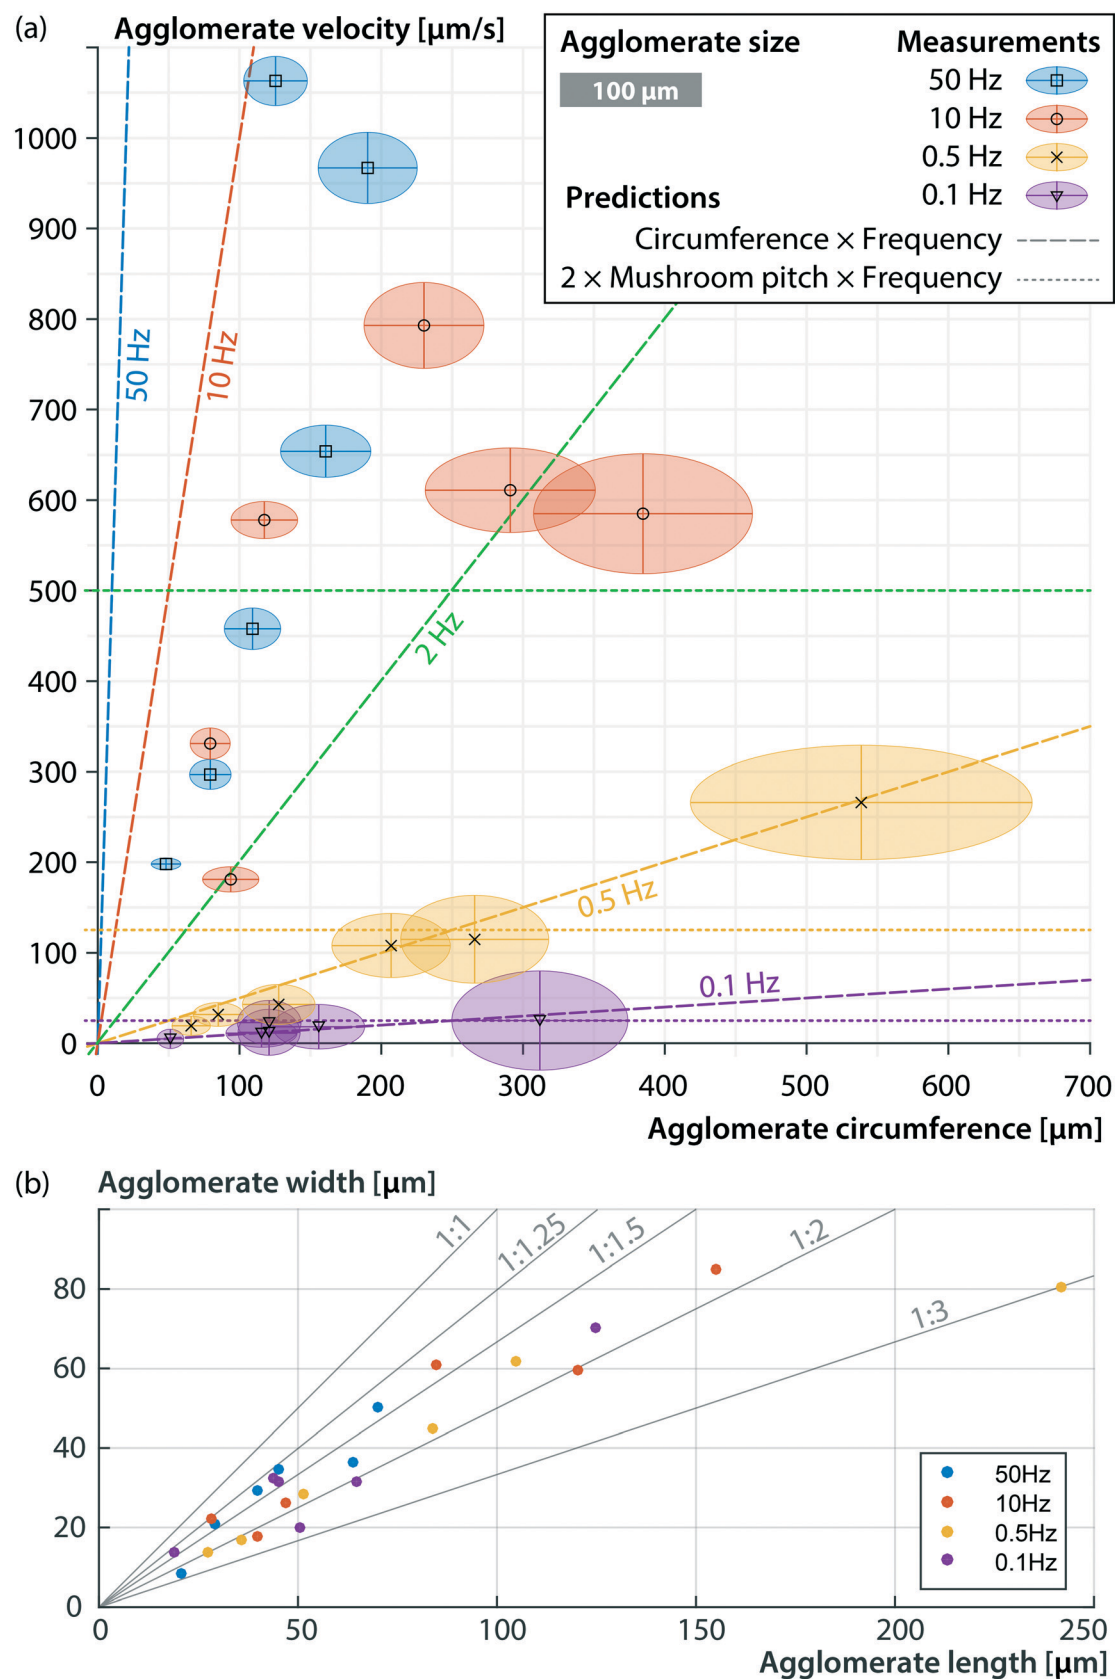 (a) Agglomerate velocity [µm/s]
Agglomerate size
100 µm
Measurements
50 Hz
10 Hz
0.5 Hz
0.1 Hz
Predictions
Circumference × Frequency
2 × Mushroom pitch × Frequency
1000
900
800
700
600
500
400
300
200
100
0
50 Hz
10 Hz
2 Hz
0.5 Hz
0.1 Hz
0 100 200 300 400 500 600 700
Agglomerate circumference [µm]
(b) Agglomerate width [µm]
80
60
40
20
0
1:1
1:1.25
1:1.5
1:2
1:3
50Hz
10Hz
0.5Hz
0.1Hz
0 50 100 150 200 250
Agglomerate length [µm]